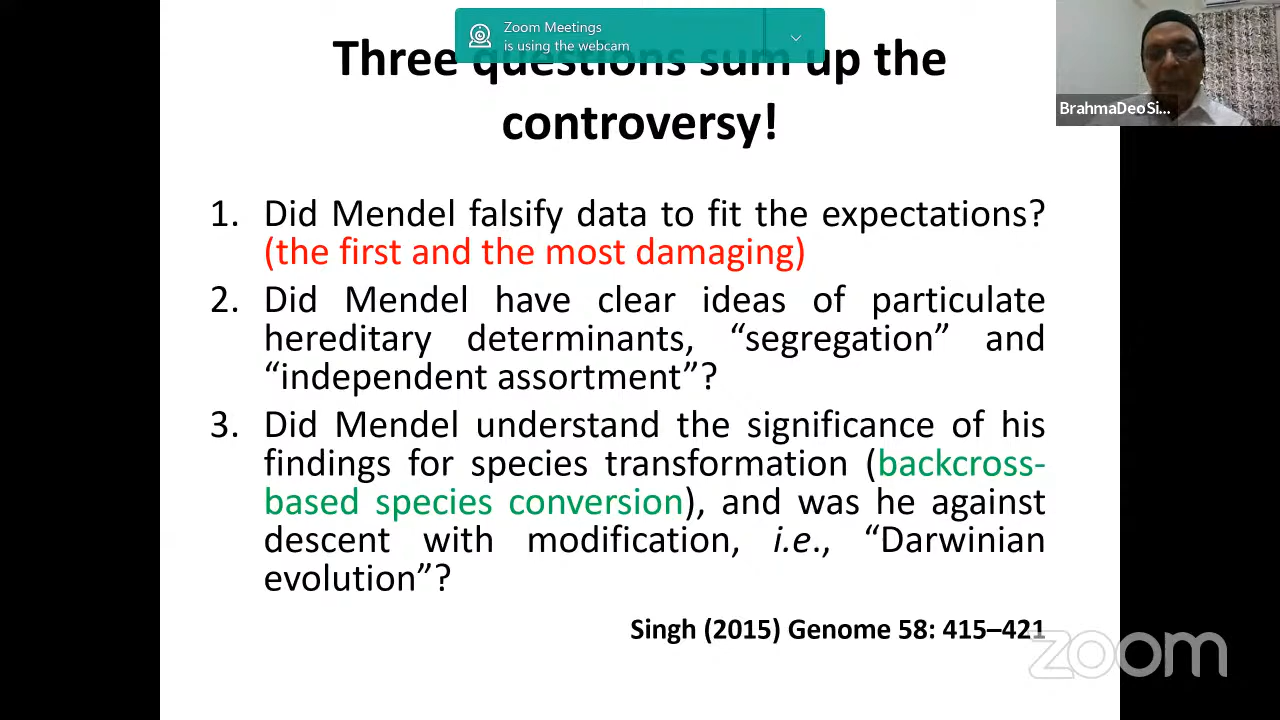 Zoom Meetings
is using the webcam
Three questions sum up the
controversy!
BrahmaDeoSi...
1. Did Mendel falsify data to fit the expectations?
(the first and the most damaging)
2. Did Mendel have clear ideas of particulate
hereditary determinants, “segregation” and
“independent assortment”?
3. Did Mendel understand the significance of his
findings for species transformation (backcross-
based species conversion), and was he against
descent with modification, i.e., “Darwinian
evolution”?
Singh (2015) Genome 58: 415–421
zoom